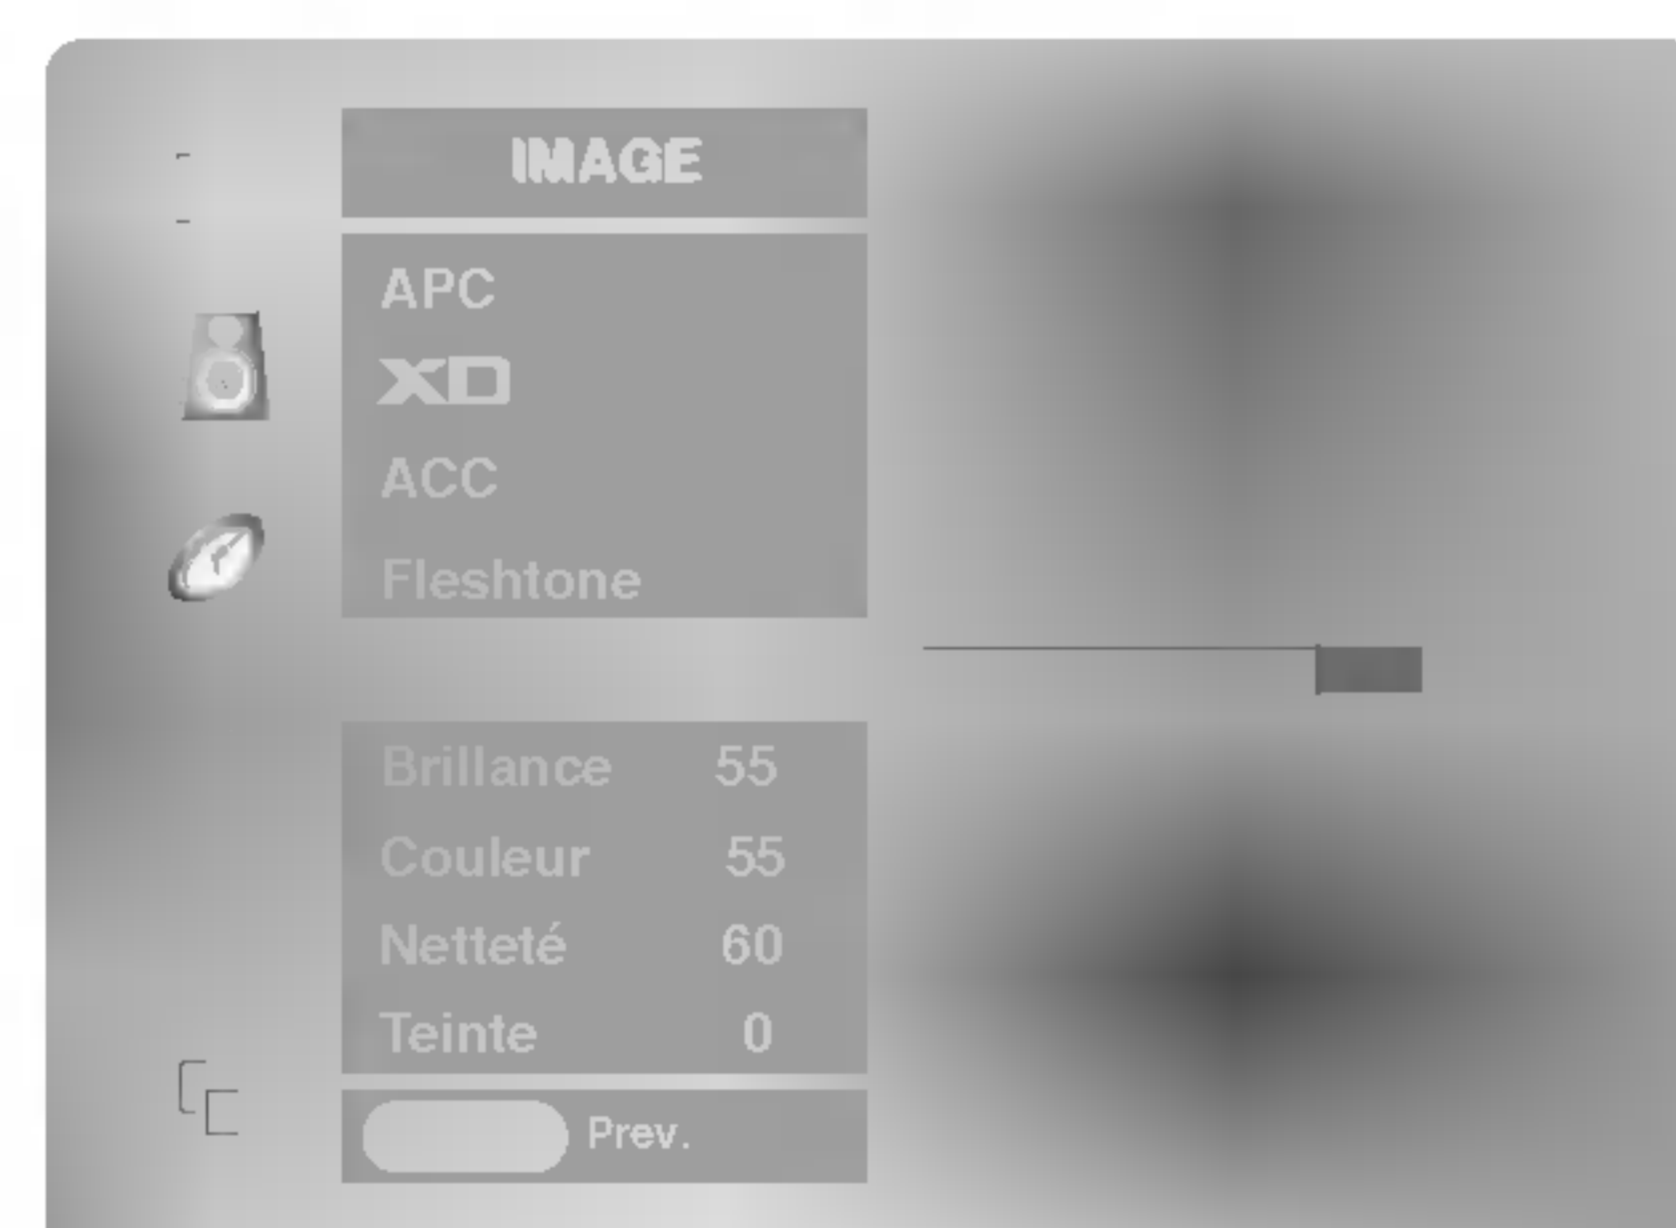 IMAGE
APC
XD
ACC
Fleshtone
Brillance 55
Couleur 55
Netteté 60
Teinte 0
Prev.